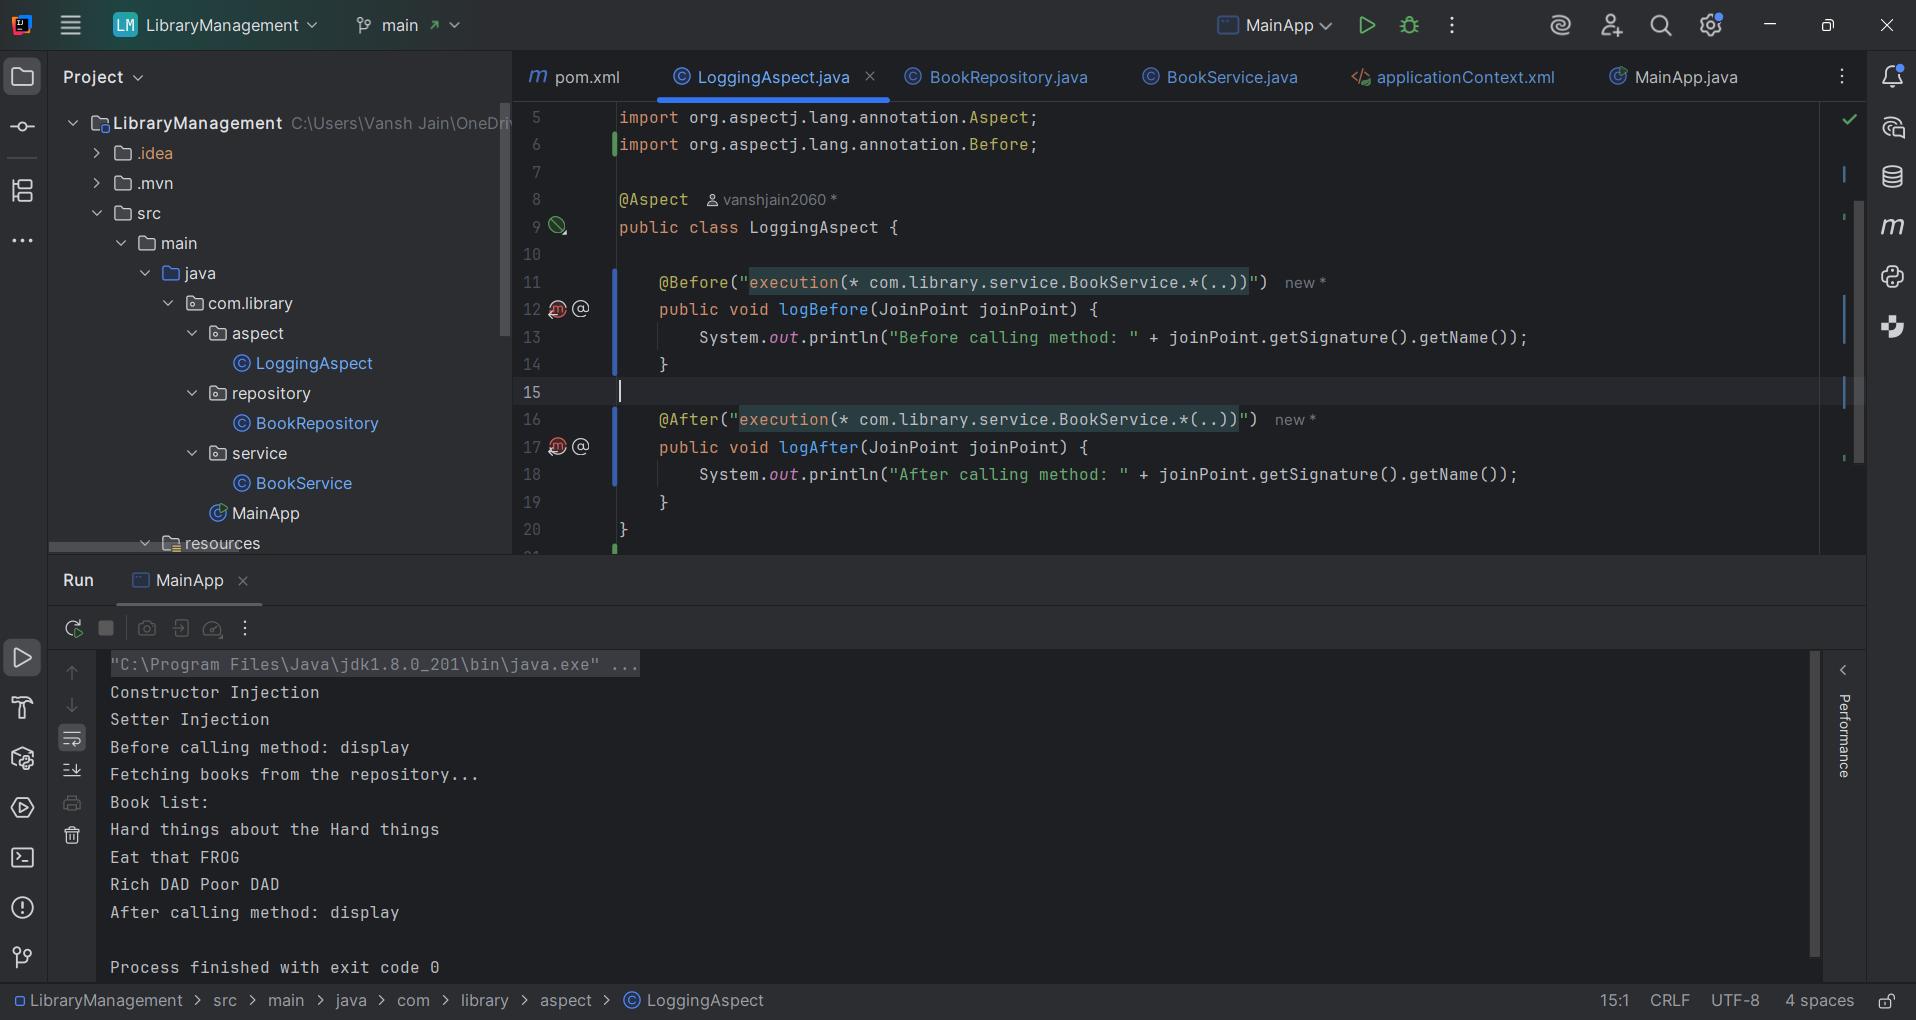 LM LibraryManagement main MainApp
Project
pom.xml LoggingAspect.java BookRepository.java BookService.java applicationContext.xml MainApp.java
LibraryManagement C:\Users\Vansh Jain\OneDri
.idea
.mvn
src
main
java
com.library
aspect
LoggingAspect
repository
BookRepository
service
BookService
MainApp
resources
5 import org.aspectj.lang.annotation.Aspect;
6 import org.aspectj.lang.annotation.Before;
7
8 @Aspect vanshjain2060 *
9 public class LoggingAspect {
10
11 @Before("execution(* com.library.service.BookService.*(..))") new *
12 public void logBefore(JoinPoint joinPoint) {
13 System.out.println("Before calling method: " + joinPoint.getSignature().getName());
14 }
15
16 @After("execution(* com.library.service.BookService.*(..))") new *
17 public void logAfter(JoinPoint joinPoint) {
18 System.out.println("After calling method: " + joinPoint.getSignature().getName());
19 }
20 }
Run MainApp
"C:\Program Files\Java\jdk1.8.0_201\bin\java.exe" ...
Constructor Injection
Setter Injection
Before calling method: display
Fetching books from the repository...
Book list:
Hard things about the Hard things
Eat that FROG
Rich DAD Poor DAD
After calling method: display
Process finished with exit code 0
Performance
LibraryManagement > src > main > java > com > library > aspect > LoggingAspect 15:1 CRLF UTF-8 4 spaces